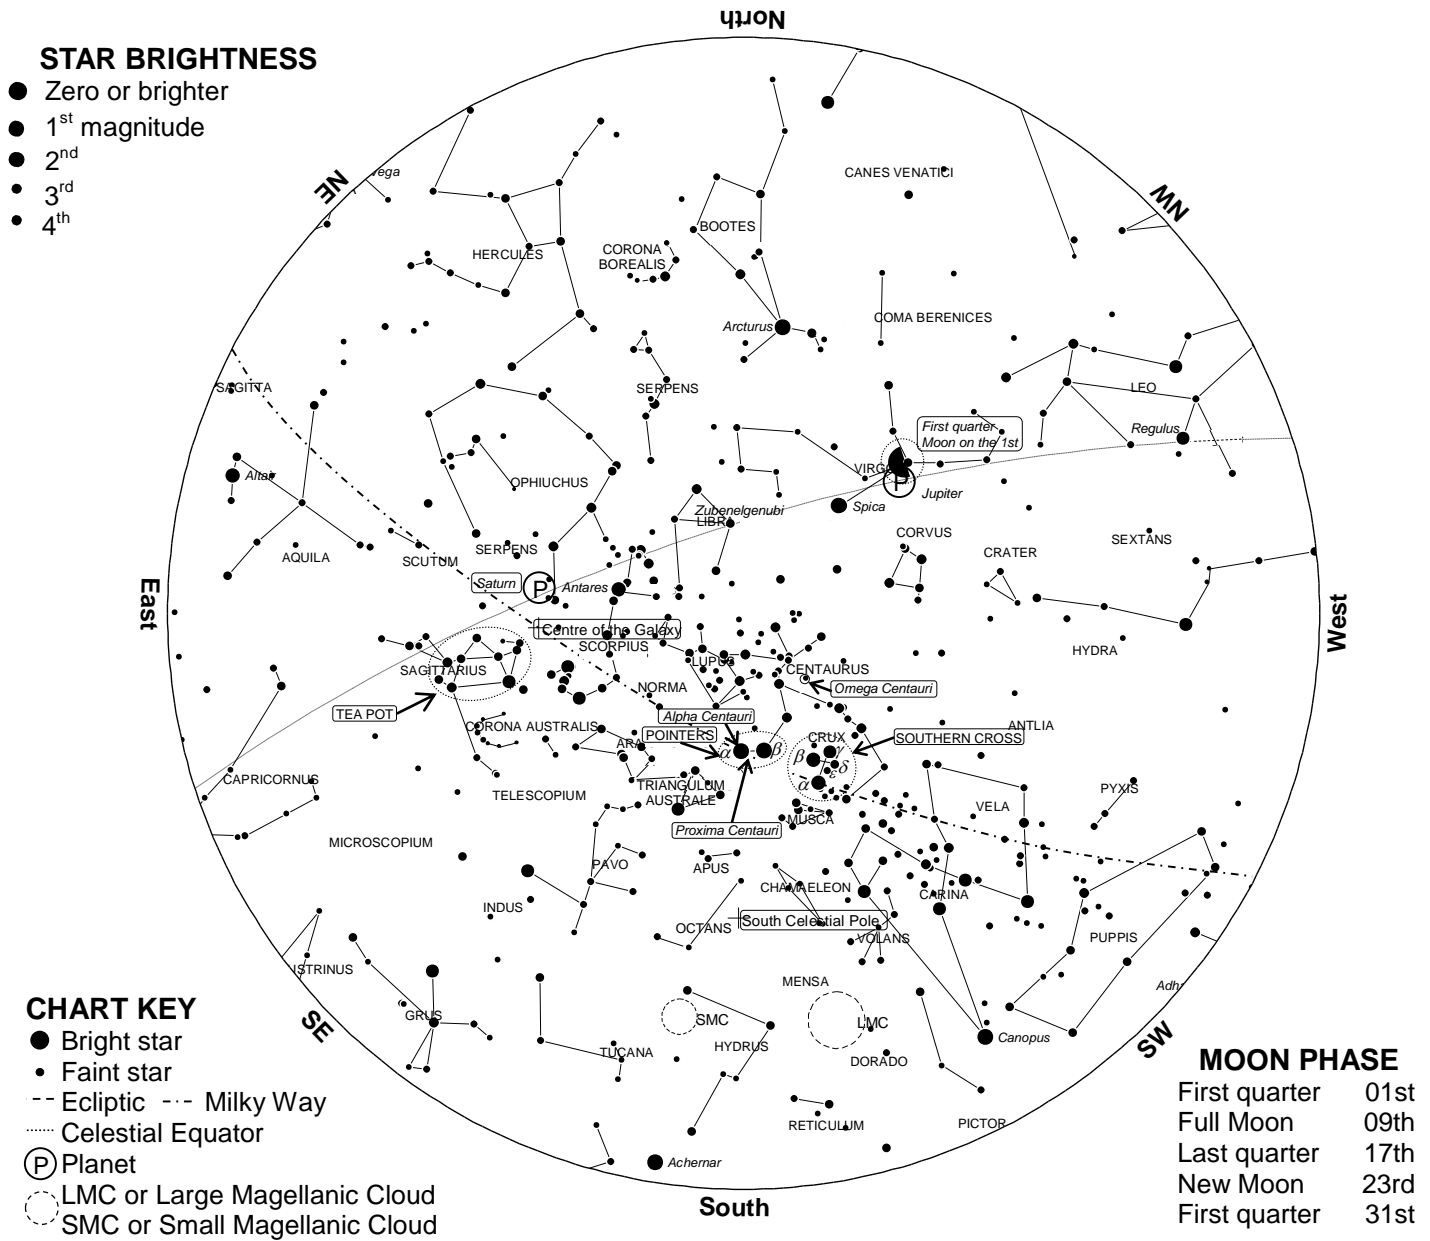 North
STAR BRIGHTNESS
Zero or brighter
1st magnitude
2nd
3rd
4th
NE
NW
East
West
SE
SW
South
Vega
CANES VENATICI
BOOTES
HERCULES
CORONA
BOREALIS
COMA BERENICES
Arcturus
SAGITTA
SERPENS
LEO
First quarter
Moon on the 1st
Regulus
Altair
VIRGO
OPHIUCHUS
Jupiter
Zubenelgenubi
LIBRA
Spica
CORVUS
SEXTANS
AQUILA
SCUTUM
SERPENS
CRATER
Saturn
P
P
Antares
Centre of the Galaxy
SCORPIUS
HYDRA
SAGITTARIUS
LUPUS
CENTAURUS
NORMA
Omega Centauri
TEA POT
Alpha Centauri
CORONA AUSTRALIS
POINTERS
ARA
α
β
CRUX
β
γ
δ
ε
α
SOUTHERN CROSS
ANTLIA
CAPRICORNUS
TELESCOPIUM
TRIANGULUM
AUSTRALE
PYXIS
VELA
MUSCA
Proxima Centauri
MICROSCOPIUM
PAVO
APUS
CHAMAELEON
CARINA
INDUS
OCTANS
South Celestial Pole
VOLANS
PUPPIS
ISTRINUS
MENSA
Adha
GRUS
SMC
LMC
Canopus
TUCANA
HYDRUS
DORADO
RETICULUM
PICTOR
Achernar
CHART KEY
Bright star
Faint star
Ecliptic Milky Way
Celestial Equator
P Planet
LMC or Large Magellanic Cloud
SMC or Small Magellanic Cloud
MOON PHASE
First quarter 01st
Full Moon 09th
Last quarter 17th
New Moon 23rd
First quarter 31st